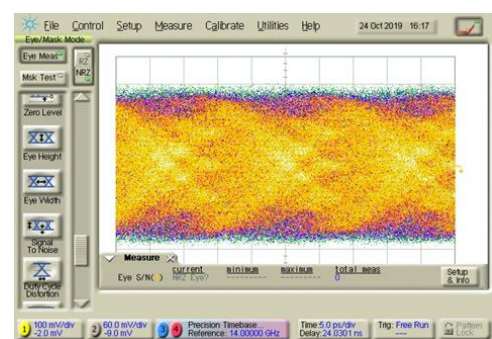 File Control Setup Measure Calibrate Utilities Help 24 Oct 2019 16:17
Eye/Mask Mode
Eye Meas
RZ
NRZ
Msk Test
Zero Level
Eye Height
Eye Width
Signal
To Noise
Duty Cycle
Distortion
Measure
current minimum maximum total meas
Eye S/N( ) NRZ Eye? 0
Setup
& Info
1 100 mV/div
-2.0 mV
2 60.0 mV/div
-9.0 mV
3 4 Precision Timebase...
Reference: 14.00000 GHz
Time:5.0 ps/div
Delay:24.0301 ns
Trig: Free Run
Pattern
Lock